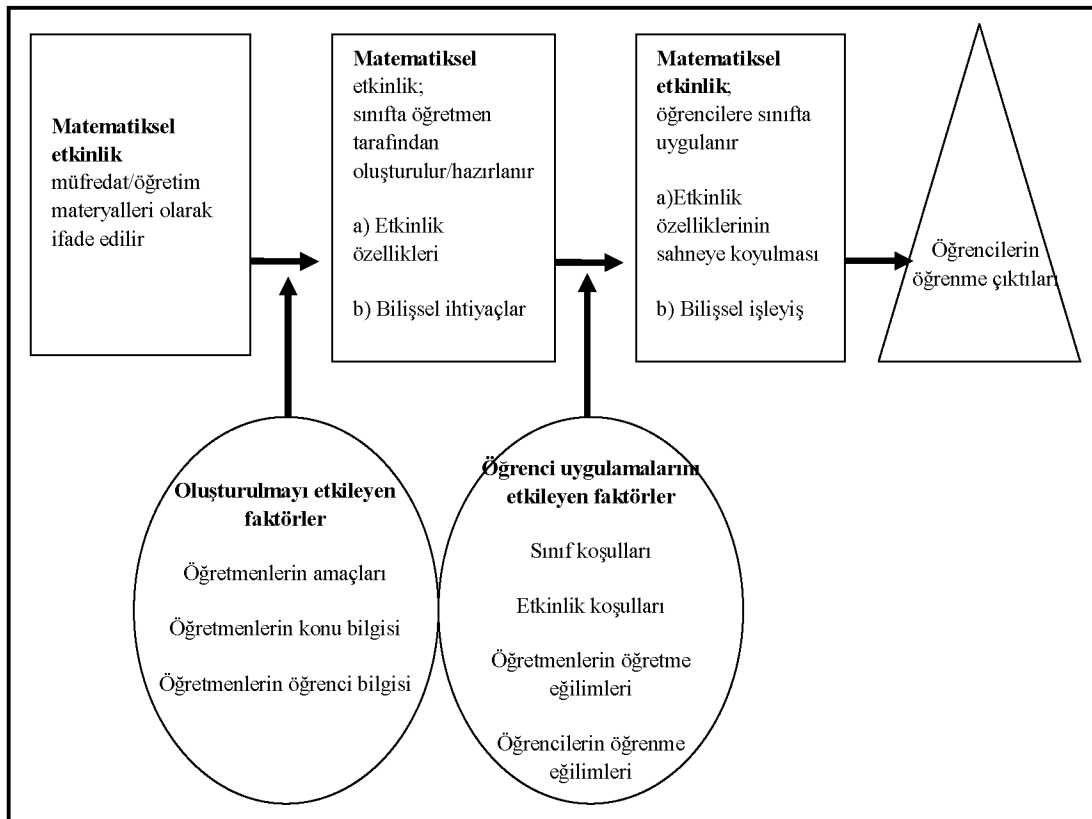 Matematiksel
etkinlik
müfredat/öğretim
materyalleri olarak
ifade edilir
Matematiksel
etkinlik;
sınıfta öğretmen
tarafından
oluşturulur/hazırlanır
a) Etkinlik
özellikleri
b) Bilişsel ihtiyaçlar
Matematiksel
etkinlik;
öğrencilere sınıfta
uygulanır
a)Etkinlik
özelliklerinin
sahneye koyulması
b) Bilişsel işleyiş
Öğrencilerin
öğrenme çıktıları
Oluşturulmayı etkileyen
faktörler
Öğretmenlerin amaçları
Öğretmenlerin konu bilgisi
Öğretmenlerin öğrenci bilgisi
Öğrenci uygulamalarını
etkileyen faktörler
Sınıf koşulları
Etkinlik koşulları
Öğretmenlerin öğretme
eğilimleri
Öğrencilerin öğrenme
eğilimleri